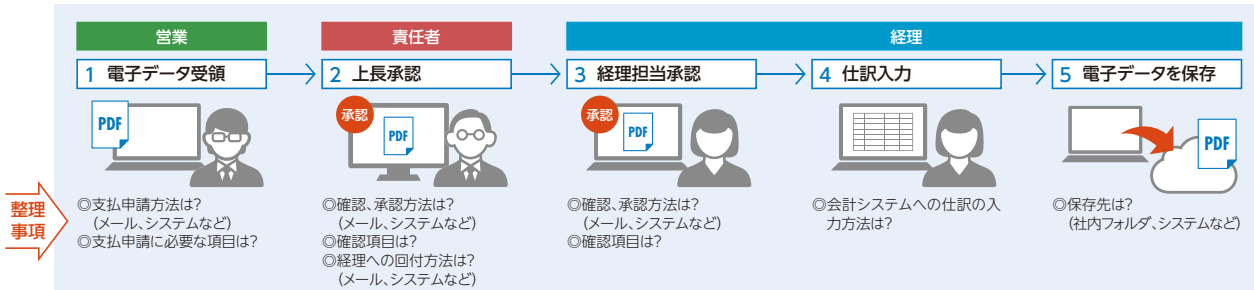 営業
責任者
経理
1 電子データ受領
2 上長承認
3 経理担当承認
4 仕訳入力
5 電子データを保存
PDF
承認
PDF
承認
PDF
PDF
整理
事項
◎支払申請方法は?
(メール、システムなど)
◎支払申請に必要な項目は?
◎確認、承認方法は?
(メール、システムなど)
◎確認項目は?
◎経理への回付方法は?
(メール、システムなど)
◎確認、承認方法は?
(メール、システムなど)
◎確認項目は?
◎会計システムへの仕訳の入
力方法は?
◎保存先は?
(社内フォルダ、システムなど)